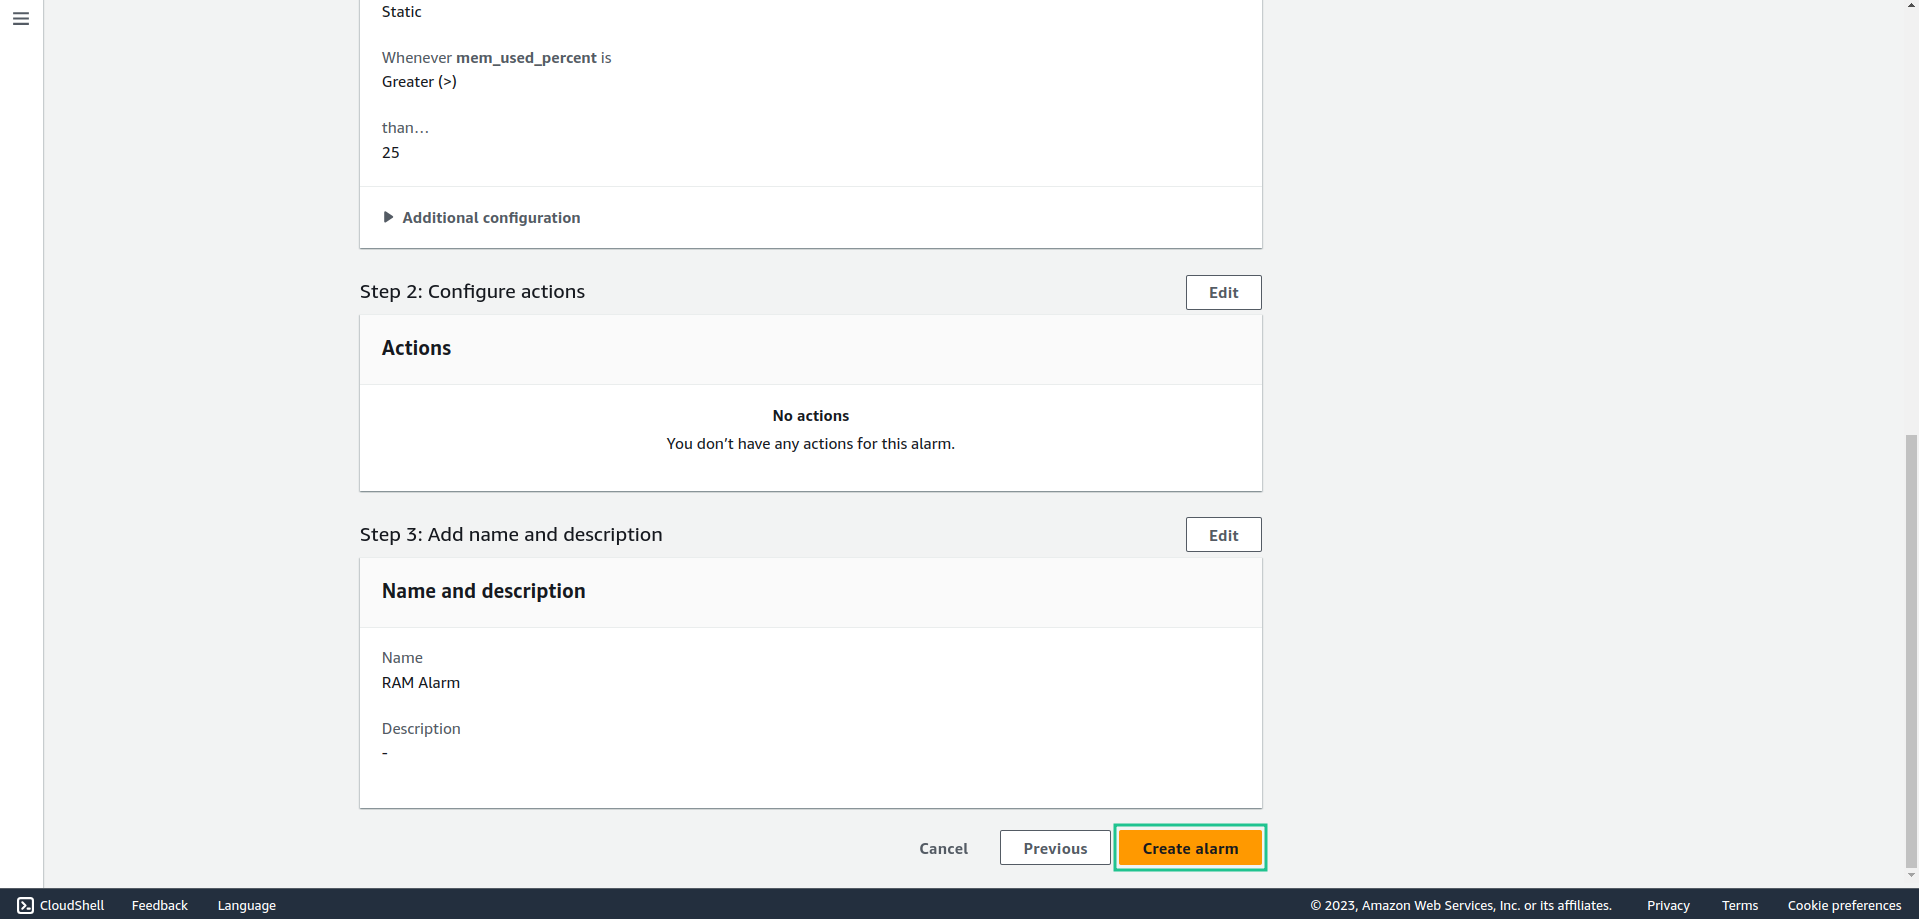 Static
Whenever mem_used_percent is
Greater (>)
than…
25
Additional configuration
Step 2: Configure actions
Edit
Actions
No actions
You don’t have any actions for this alarm.
Step 3: Add name and description
Edit
Name and description
Name
RAM Alarm
Description
-
Cancel Previous Create alarm
CloudShell Feedback Language © 2023, Amazon Web Services, Inc. or its affiliates. Privacy Terms Cookie preferences